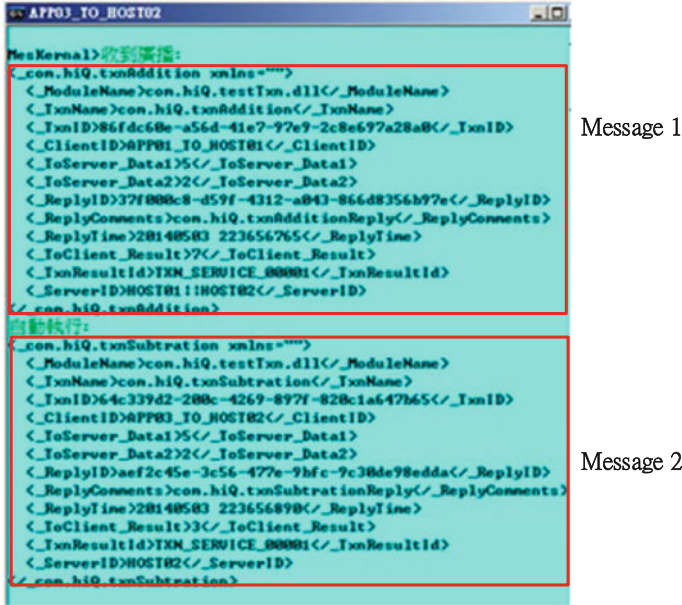 APP03_TO_HOST02
MesKernal>收到廣播:
<_com.hiQ.txnAddition xmlns="">
<_ModuleName>com.hiQ.testTxn.dll</_ModuleName>
<_TxnName>com.hiQ.txnAddition</_TxnName>
<_TxnID>86fdc60e-a56d-41e7-97e9-2c8e697a28a0</_TxnID>
<_ClientID>APP01_TO_HOST01</_ClientID>
<_ToServer_Data1>5</_ToServer_Data1>
<_ToServer_Data2>2</_ToServer_Data2>
<_ReplyID>37f000c8-d59f-4312-a043-866d8356b97e</_ReplyID>
<_ReplyComments>com.hiQ.txnAdditionReply</_ReplyComments>
<_ReplyTime>20140503 223656765</_ReplyTime>
<_ToClient_Result>7</_ToClient_Result>
<_TxnResultId>TXN_SERVICE_00001</_TxnResultId>
<_ServerID>HOST01::HOST02</_ServerID>
</_com.hiQ.txnAddition>
Message 1
自動執行:
<_com.hiQ.txnSubtration xmlns="">
<_ModuleName>com.hiQ.testTxn.dll</_ModuleName>
<_TxnName>com.hiQ.txnSubtration</_TxnName>
<_TxnID>64c339d2-200c-4269-897f-820c1a647b65</_TxnID>
<_ClientID>APP03_TO_HOST02</_ClientID>
<_ToServer_Data1>5</_ToServer_Data1>
<_ToServer_Data2>2</_ToServer_Data2>
<_ReplyID>aef2c45e-3c56-477e-9bfc-9c30de98edda</_ReplyID>
<_ReplyComments>com.hiQ.txnSubtrationReply</_ReplyComments>
<_ReplyTime>20140503 223656890</_ReplyTime>
<_ToClient_Result>3</_ToClient_Result>
<_TxnResultId>TXN_SERVICE_00001</_TxnResultId>
<_ServerID>HOST02</_ServerID>
</_com.hiQ.txnSubtration>
Message 2